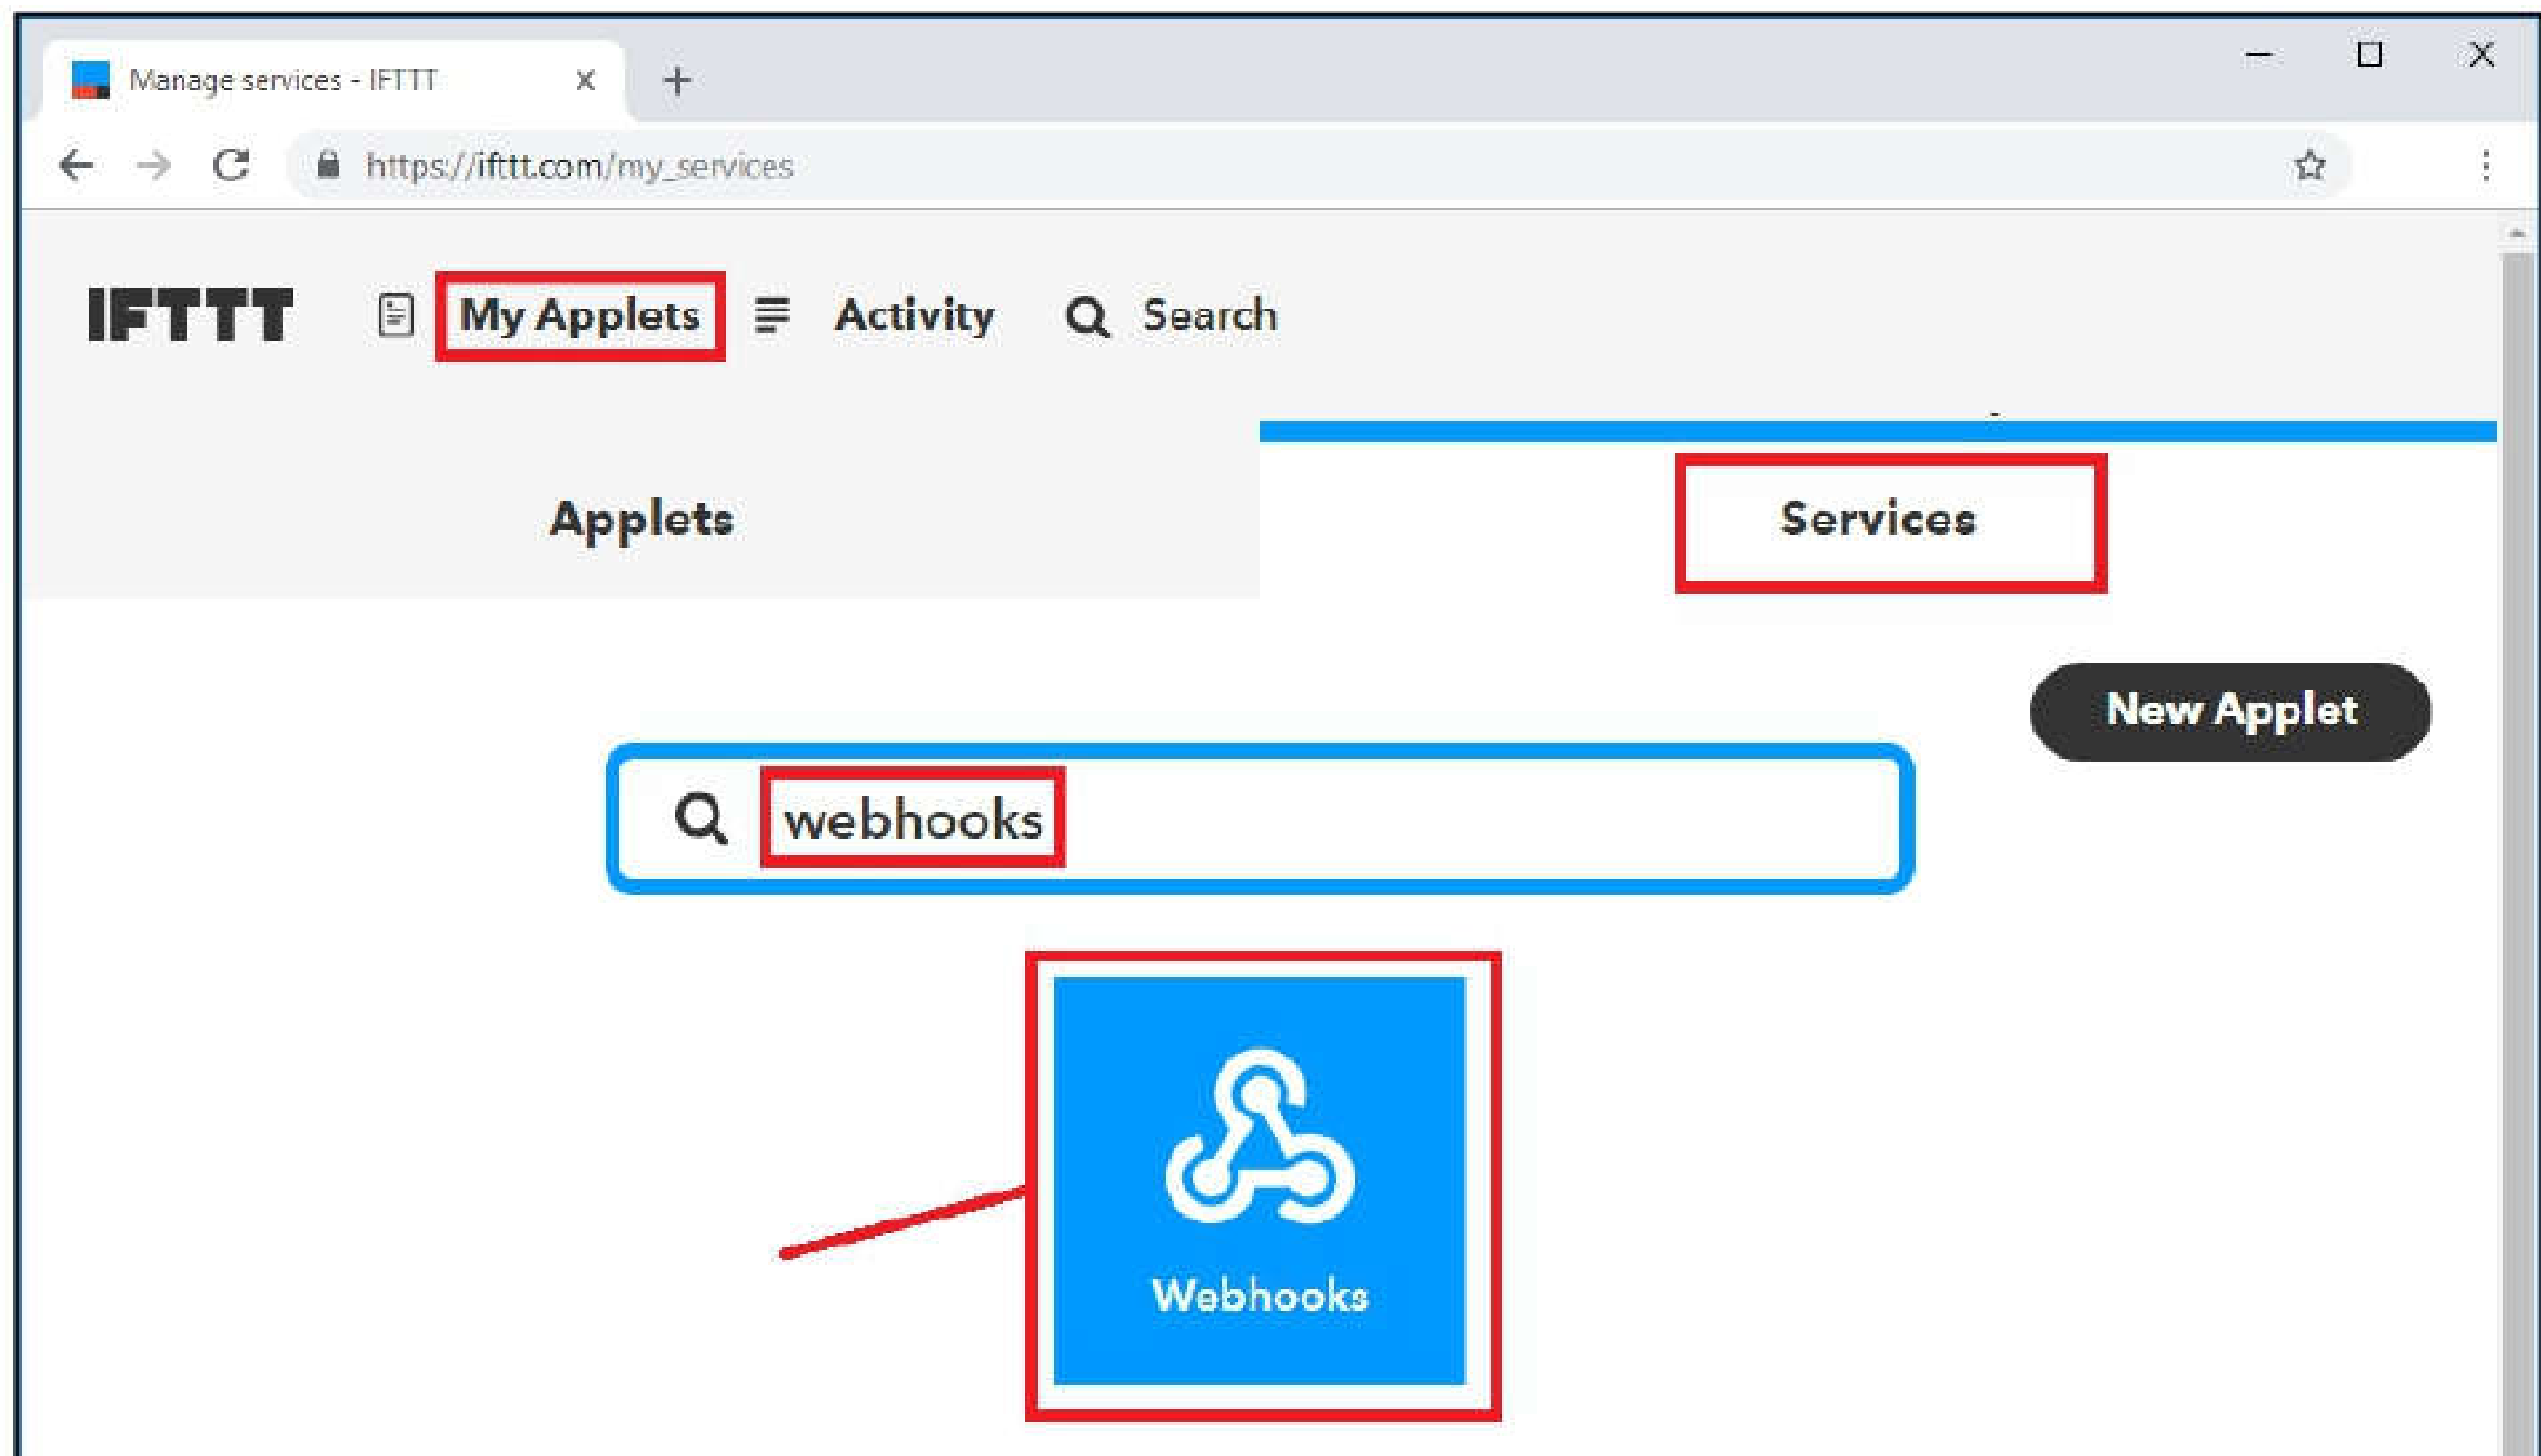 Manage services - IFTTT
https://ifttt.com/my_services
IFTTT My Applets Activity Search
Applets Services
New Applet
webhooks
Webhooks